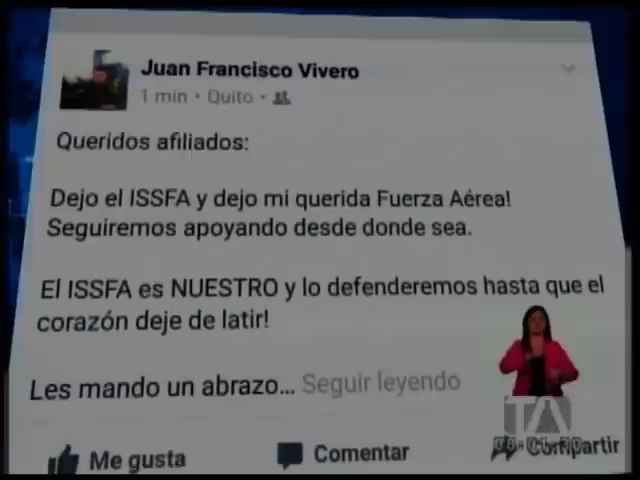 Juan Francisco Vivero
1 min • Quito •
Queridos afiliados:
Dejo el ISSFA y dejo mi querida Fuerza Aérea!
Seguiremos apoyando desde donde sea.
El ISSFA es NUESTRO y lo defenderemos hasta que el
corazón deje de latir!
Les mando un abrazo... Seguir leyendo
TA
Me gusta
Comentar
Compartir